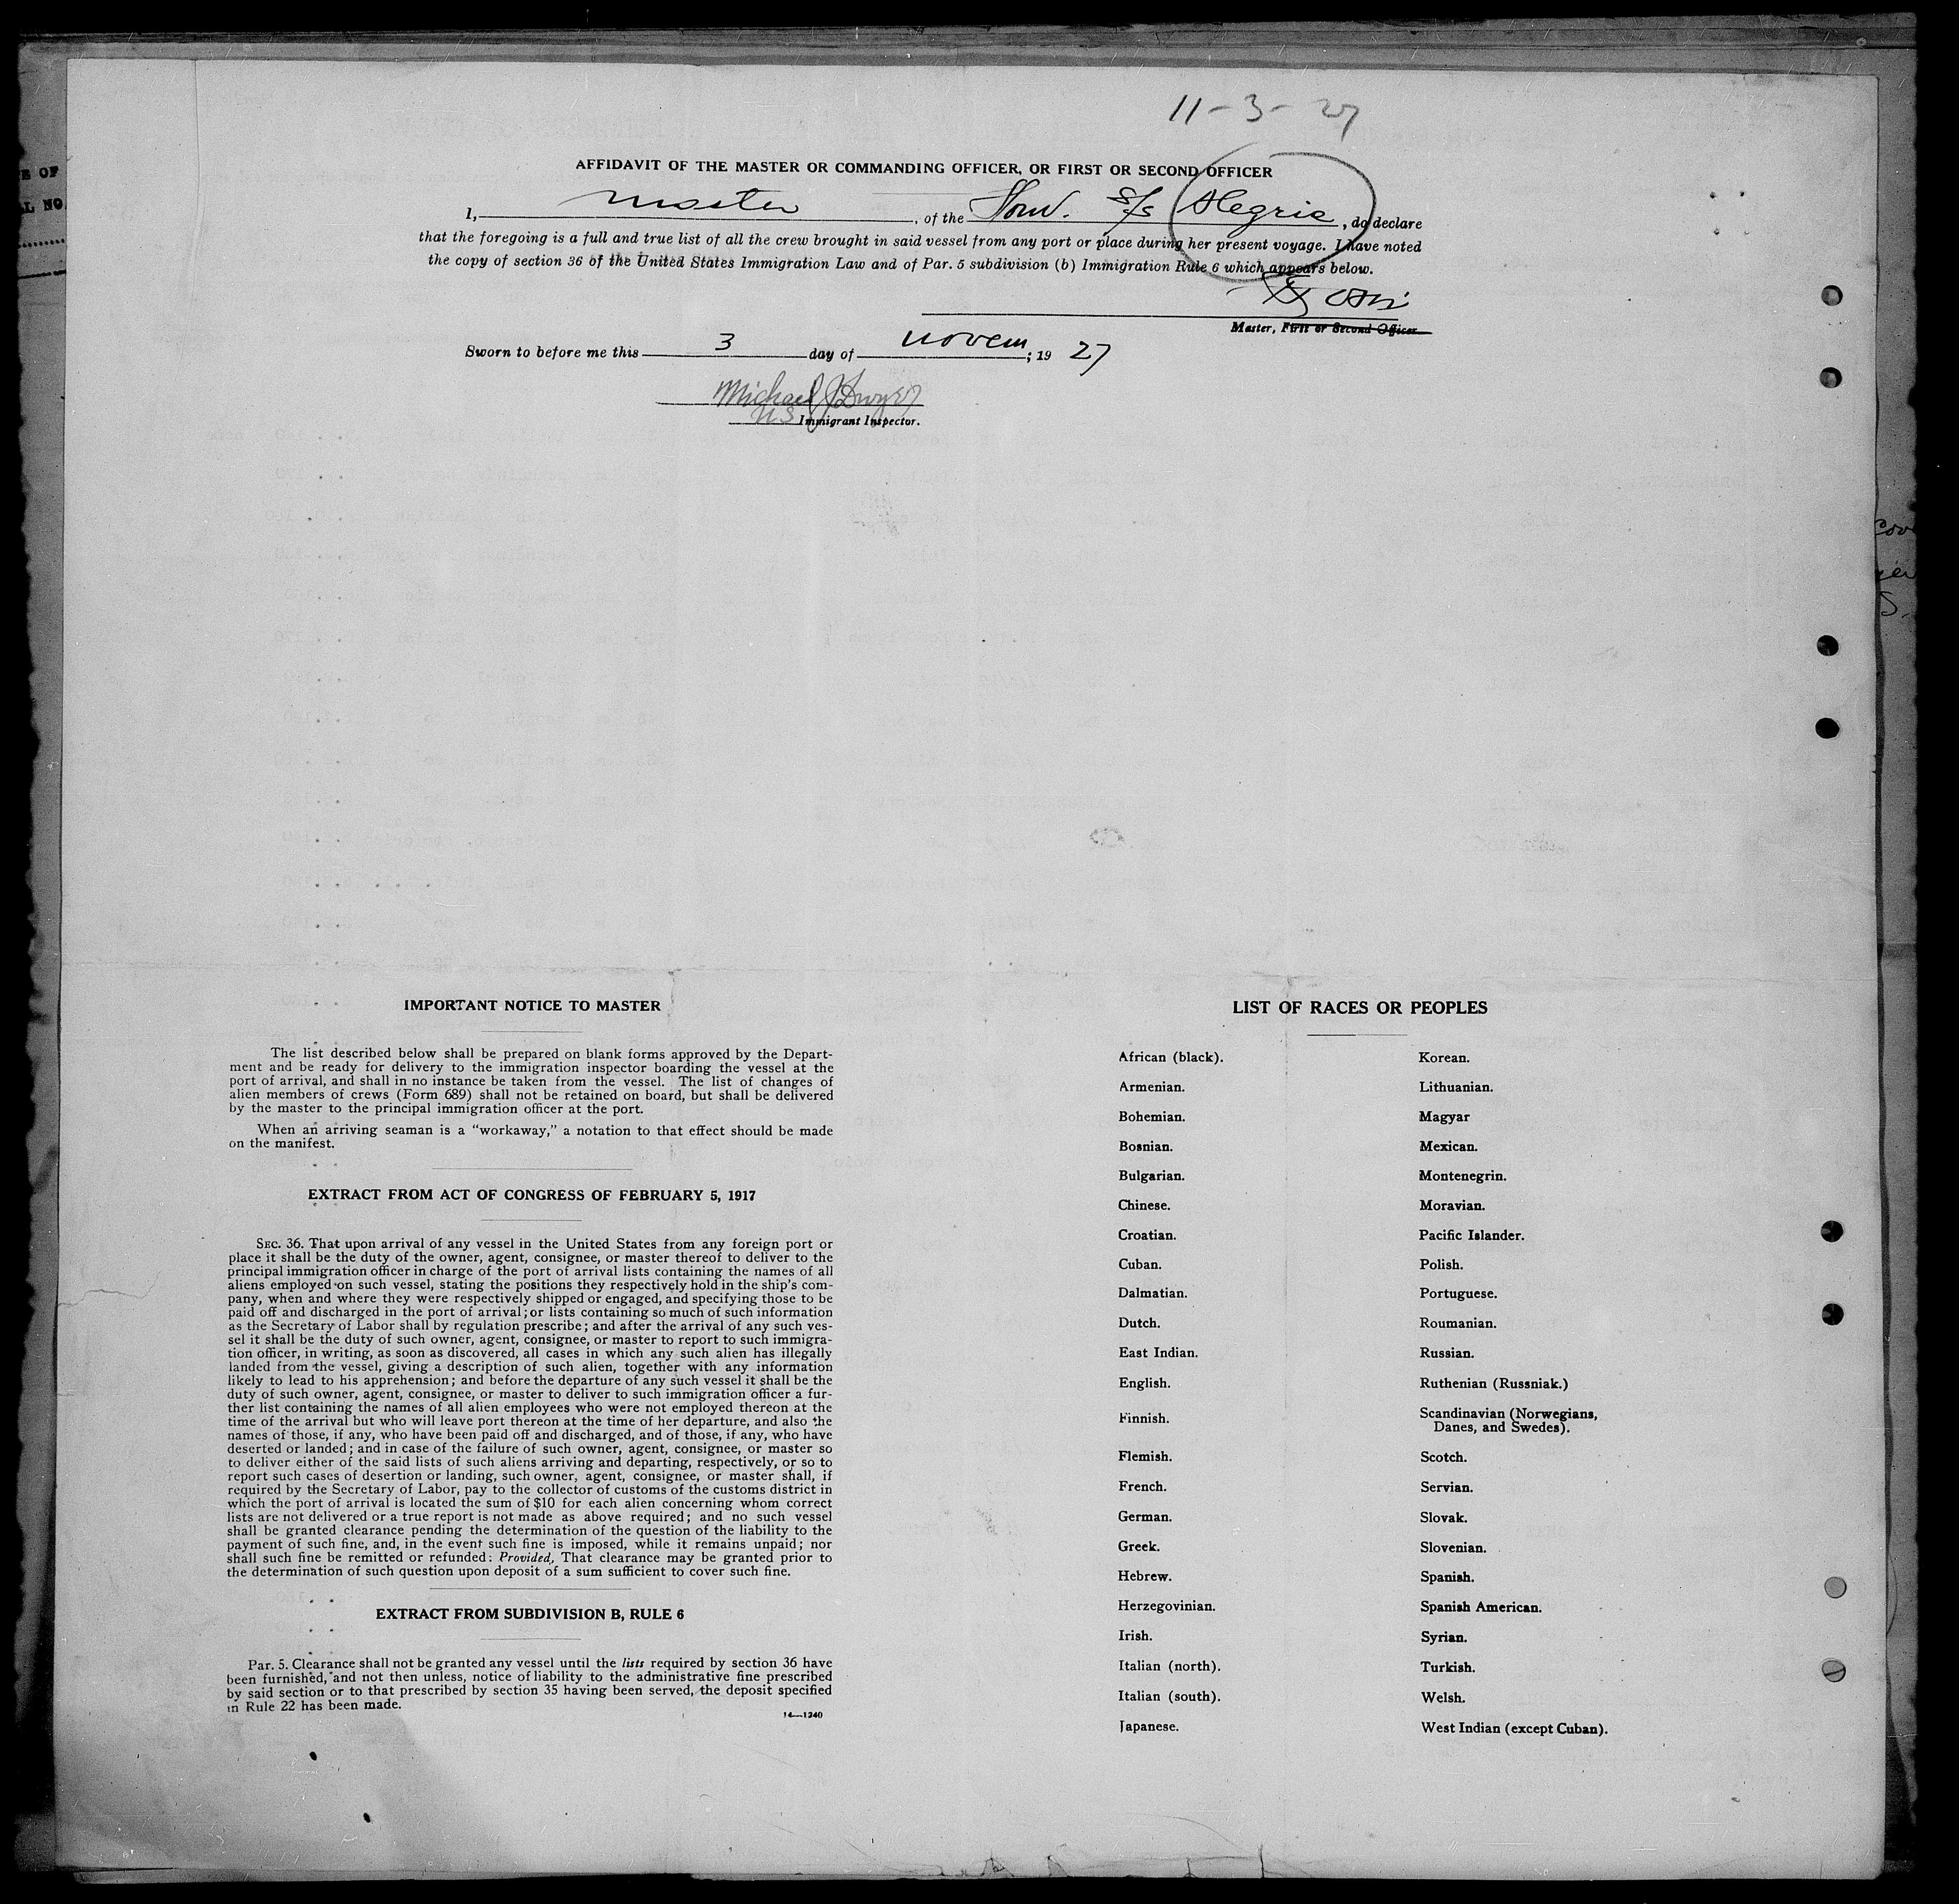 11-3-27
AFFIDAVIT OF THE MASTER OR COMMANDING OFFICER, OR FIRST OR SECOND OFFICER
I, master, of the S/s Alegria, do declare
that the foregoing is a full and true list of all the crew brought in said vessel from any port or place during her present voyage. I have noted
the copy of section 36 of the United States Immigration Law and of Par. 5 subdivision (b) Immigration Rule 6 which appears below.
Master, First or Second Officer
Sworn to before me this 3 day of novem; 19 27
Michael J Dwyer
US Immigrant Inspector.
IMPORTANT NOTICE TO MASTER
The list described below shall be prepared on blank forms approved by the Depart-
ment and be ready for delivery to the immigration inspector boarding the vessel at the
port of arrival, and shall in no instance be taken from the vessel. The list of changes of
alien members of crews (Form 689) shall not be retained on board, but shall be delivered
by the master to the principal immigration officer at the port.
When an arriving seaman is a "workaway," a notation to that effect should be made
on the manifest.
EXTRACT FROM ACT OF CONGRESS OF FEBRUARY 5, 1917
SEC. 36. That upon arrival of any vessel in the United States from any foreign port or
place it shall be the duty of the owner, agent, consignee, or master thereof to deliver to the
principal immigration officer in charge of the port of arrival lists containing the names of all
aliens employed on such vessel, stating the positions they respectively hold in the ship's com-
pany, when and where they were respectively shipped or engaged, and specifying those to be
paid off and discharged in the port of arrival; or lists containing so much of such information
as the Secretary of Labor shall by regulation prescribe; and after the arrival of any such ves-
sel it shall be the duty of such owner, agent, consignee, or master to report to such immigra-
tion officer, in writing, as soon as discovered, all cases in which any such alien has illegally
landed from the vessel, giving a description of such alien, together with any information
likely to lead to his apprehension; and before the departure of any such vessel it shall be the
duty of such owner, agent, consignee, or master to deliver to such immigration officer a fur-
ther list containing the names of all alien employees who were not employed thereon at the
time of the arrival but who will leave port thereon at the time of her departure, and also the
names of those, if any, who have been paid off and discharged, and of those, if any, who have
deserted or landed; and in case of the failure of such owner, agent, consignee, or master so
to deliver either of the said lists of such aliens arriving and departing, respectively, or so to
report such cases of desertion or landing, such owner, agent, consignee, or master shall, if
required by the Secretary of Labor, pay to the collector of customs of the customs district in
which the port of arrival is located the sum of $10 for each alien concerning whom correct
lists are not delivered or a true report is not made as above required; and no such vessel
shall be granted clearance pending the determination of the question of the liability to the
payment of such fine, and, in the event such fine is imposed, while it remains unpaid; nor
shall such fine be remitted or refunded: Provided, That clearance may be granted prior to
the determination of such question upon deposit of a sum sufficient to cover such fine.
EXTRACT FROM SUBDIVISION B, RULE 6
Par. 5. Clearance shall not be granted any vessel until the lists required by section 36 have
been furnished, and not then unless, notice of liability to the administrative fine prescribed
by said section or to that prescribed by section 35 having been served, the deposit specified
in Rule 22 has been made.
14—1240
LIST OF RACES OR PEOPLES
African (black).
Armenian.
Bohemian.
Bosnian.
Bulgarian.
Chinese.
Croatian.
Cuban.
Dalmatian.
Dutch.
East Indian.
English.
Finnish.
Flemish.
French.
German.
Greek.
Hebrew.
Herzegovinian.
Irish.
Italian (north).
Italian (south).
Japanese.
Korean.
Lithuanian.
Magyar
Mexican.
Montenegrin.
Moravian.
Pacific Islander.
Polish.
Portuguese.
Roumanian.
Russian.
Ruthenian (Russniak.)
Scandinavian (Norwegians,
Danes, and Swedes).
Scotch.
Servian.
Slovak.
Slovenian.
Spanish.
Spanish American.
Syrian.
Turkish.
Welsh.
West Indian (except Cuban).